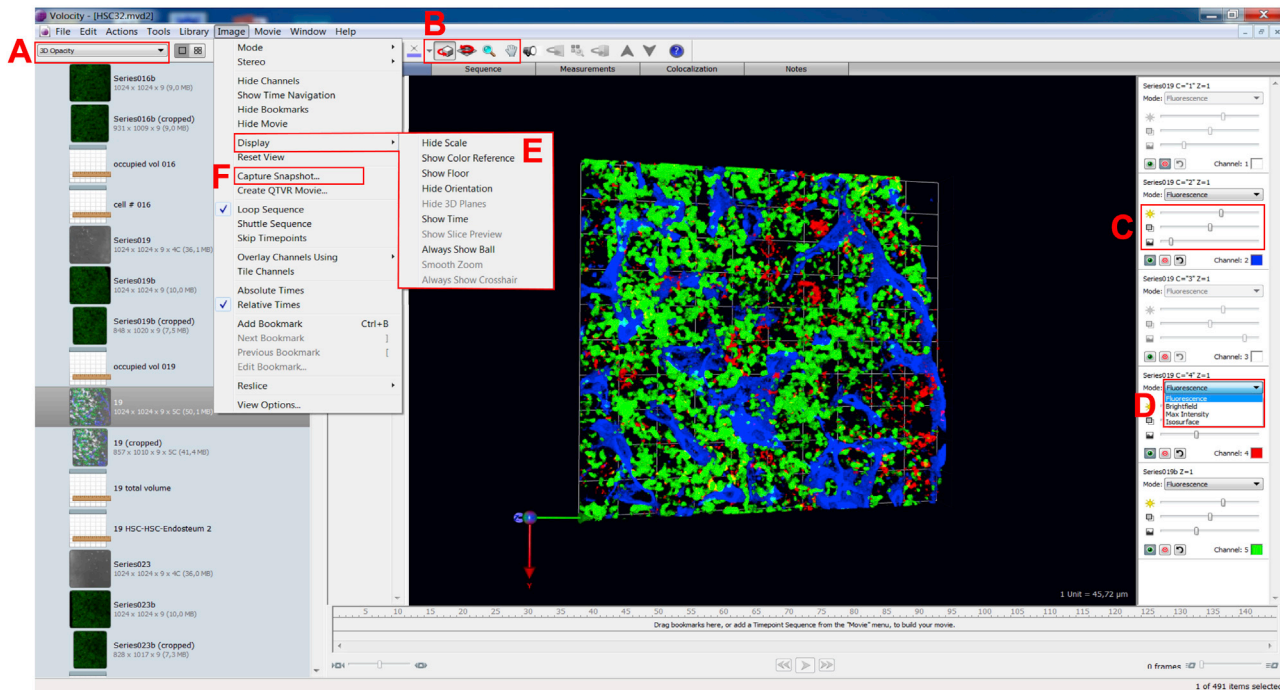 Volocity - [HSC32.mvd2]
File Edit Actions Tools Library Image Movie Window Help
A
B
3D Opacity
Sequence
Measurements
Colocalization
Notes
Series016b
1024 x 1024 x 9 (9,0 MB)
Series016b (cropped)
931 x 1009 x 9 (9,0 MB)
occupied vol 016
cell # 016
Series019
1024 x 1024 x 9 x 4C (36,1 MB)
Series019b
1024 x 1024 x 9 (10,0 MB)
Series019b (cropped)
848 x 1020 x 9 (7,5 MB)
occupied vol 019
19
1024 x 1024 x 9 x 5C (50,1 MB)
19 (cropped)
857 x 1010 x 9 x 5C (41,4 MB)
19 total volume
19 HSC-HSC-Endosteum 2
Series023
1024 x 1024 x 9 x 4C (36,0 MB)
Series023b
1024 x 1024 x 9 (10,0 MB)
Series023b (cropped)
828 x 1017 x 9 (7,3 MB)
Mode
Stereo
Hide Channels
Show Time Navigation
Hide Bookmarks
Hide Movie
Display
Reset View
F
Capture Snapshot...
Create QTVR Movie...
Loop Sequence
Shuttle Sequence
Skip Timepoints
Overlay Channels Using
Tile Channels
Absolute Times
Relative Times
Add Bookmark Ctrl+B
Next Bookmark ]
Previous Bookmark [
Edit Bookmark...
Reslice
View Options...
E
Hide Scale
Show Color Reference
Show Floor
Hide Orientation
Hide 3D Planes
Show Time
Show Slice Preview
Always Show Ball
Smooth Zoom
Always Show Crosshair
Y
1 Unit = 45,72 µm
Series019 C="1" Z=1
Mode: Fluorescence
Channel: 1
Series019 C="2" Z=1
Mode: Fluorescence
C
Channel: 2
Series019 C="3" Z=1
Mode: Fluorescence
Channel: 3
Series019 C="4" Z=1
Mode: Fluorescence
D
Fluorescence
Brightfield
Max Intensity
Isosurface
Channel: 4
Series019b Z=1
Mode: Fluorescence
Channel: 5
5 10 15 20 25 30 35 40 45 50 55 60 65 70 75 80 85 90 95 100 105 110 115 120 125 130 135 140
Drag bookmarks here, or add a Timepoint Sequence from the "Movie" menu, to build your movie.
0 frames
1 of 491 items selected